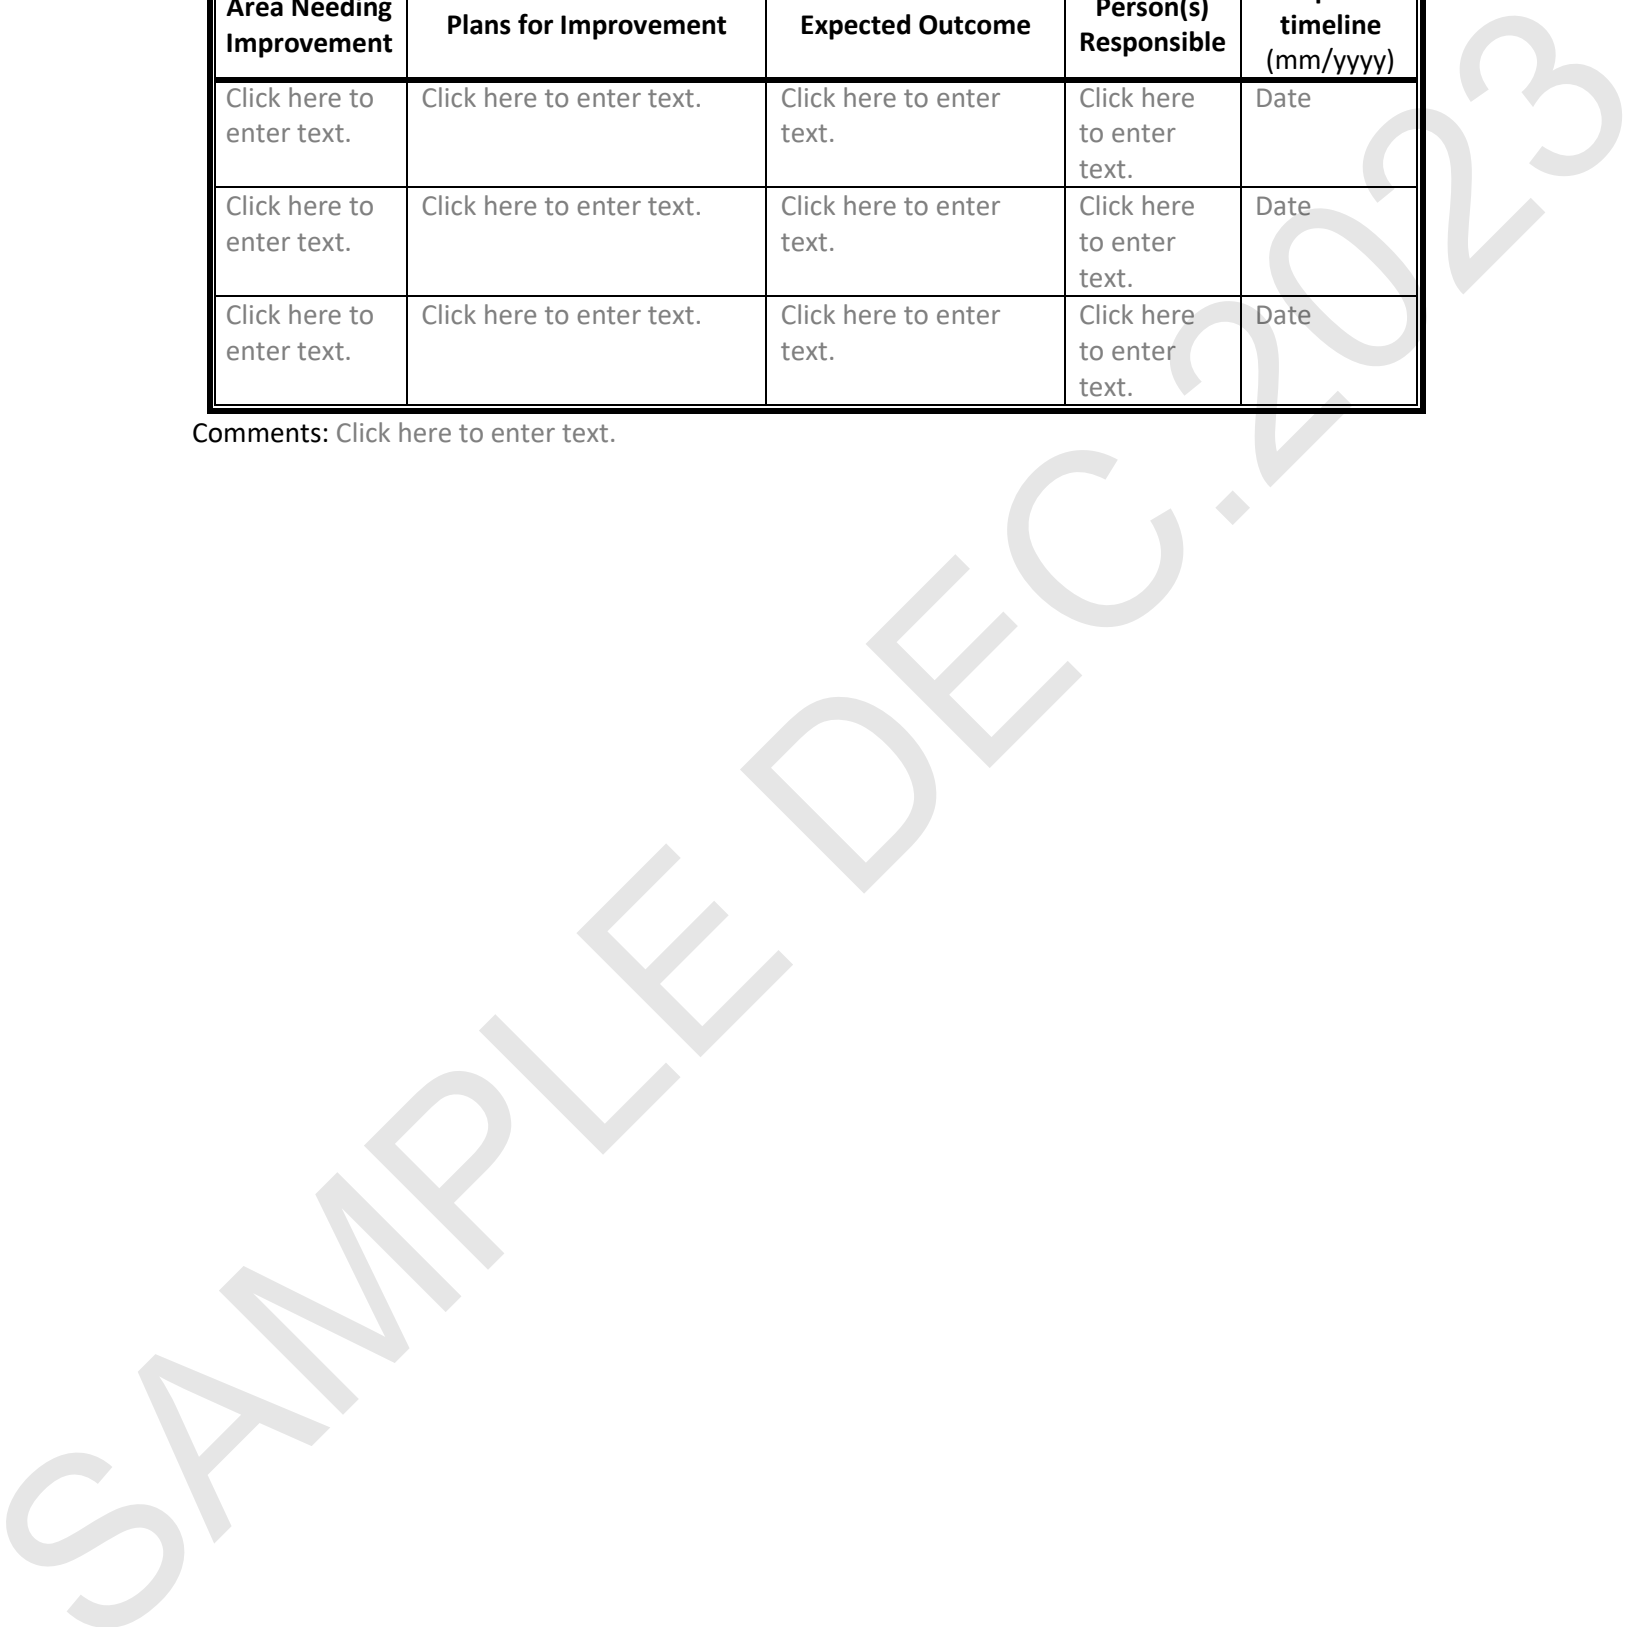 Area Needing Improvement | Plans for Improvement | Expected Outcome | Person(s) Responsible | timeline (mm/yyyy)
Click here to enter text. | Click here to enter text. | Click here to enter text. | Click here to enter text. | Date
Click here to enter text. | Click here to enter text. | Click here to enter text. | Click here to enter text. | Date
Click here to enter text. | Click here to enter text. | Click here to enter text. | Click here to enter text. | Date
Comments: Click here to enter text.
SAMPLE DEC.2023